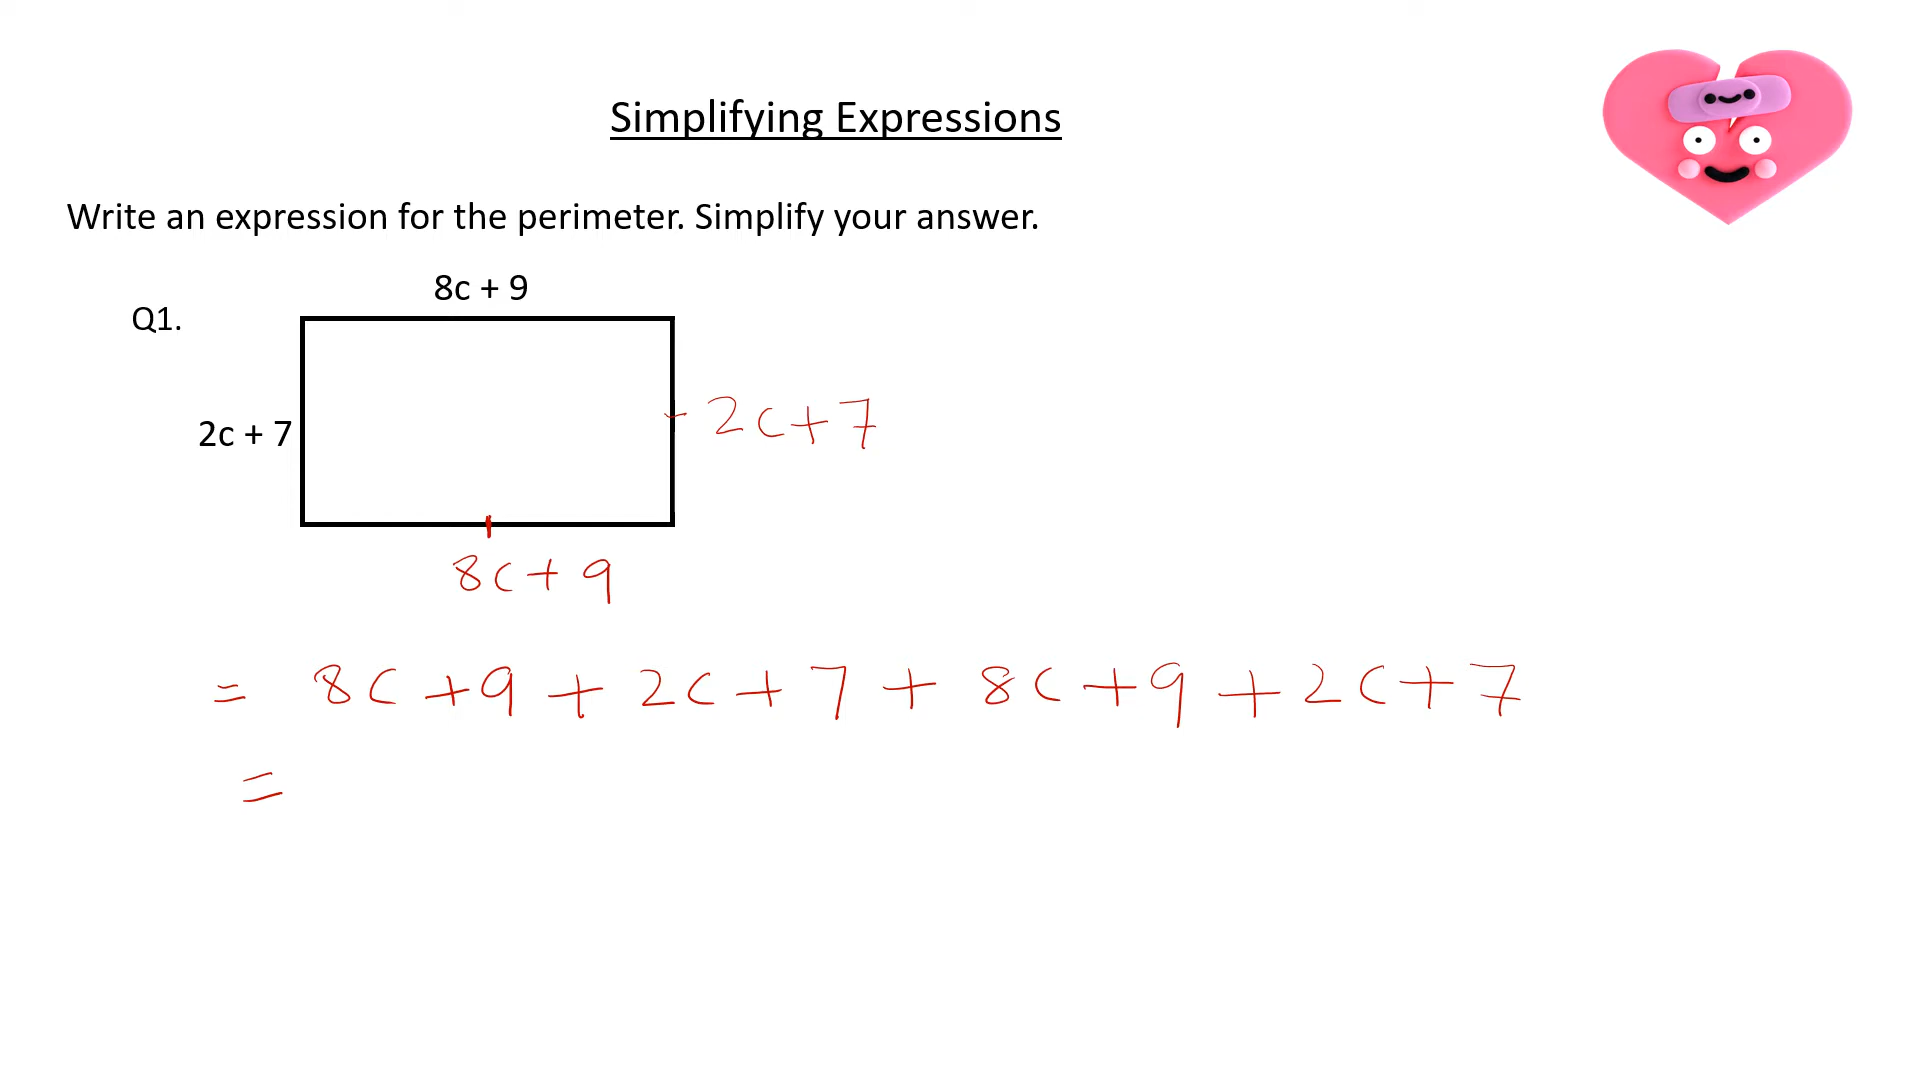 Simplifying Expressions
Write an expression for the perimeter. Simplify your answer.
8c + 9
Q1.
2c + 7
2c+7
8c+9
= 8c+9+2c+7+8c+9+2c+7
=